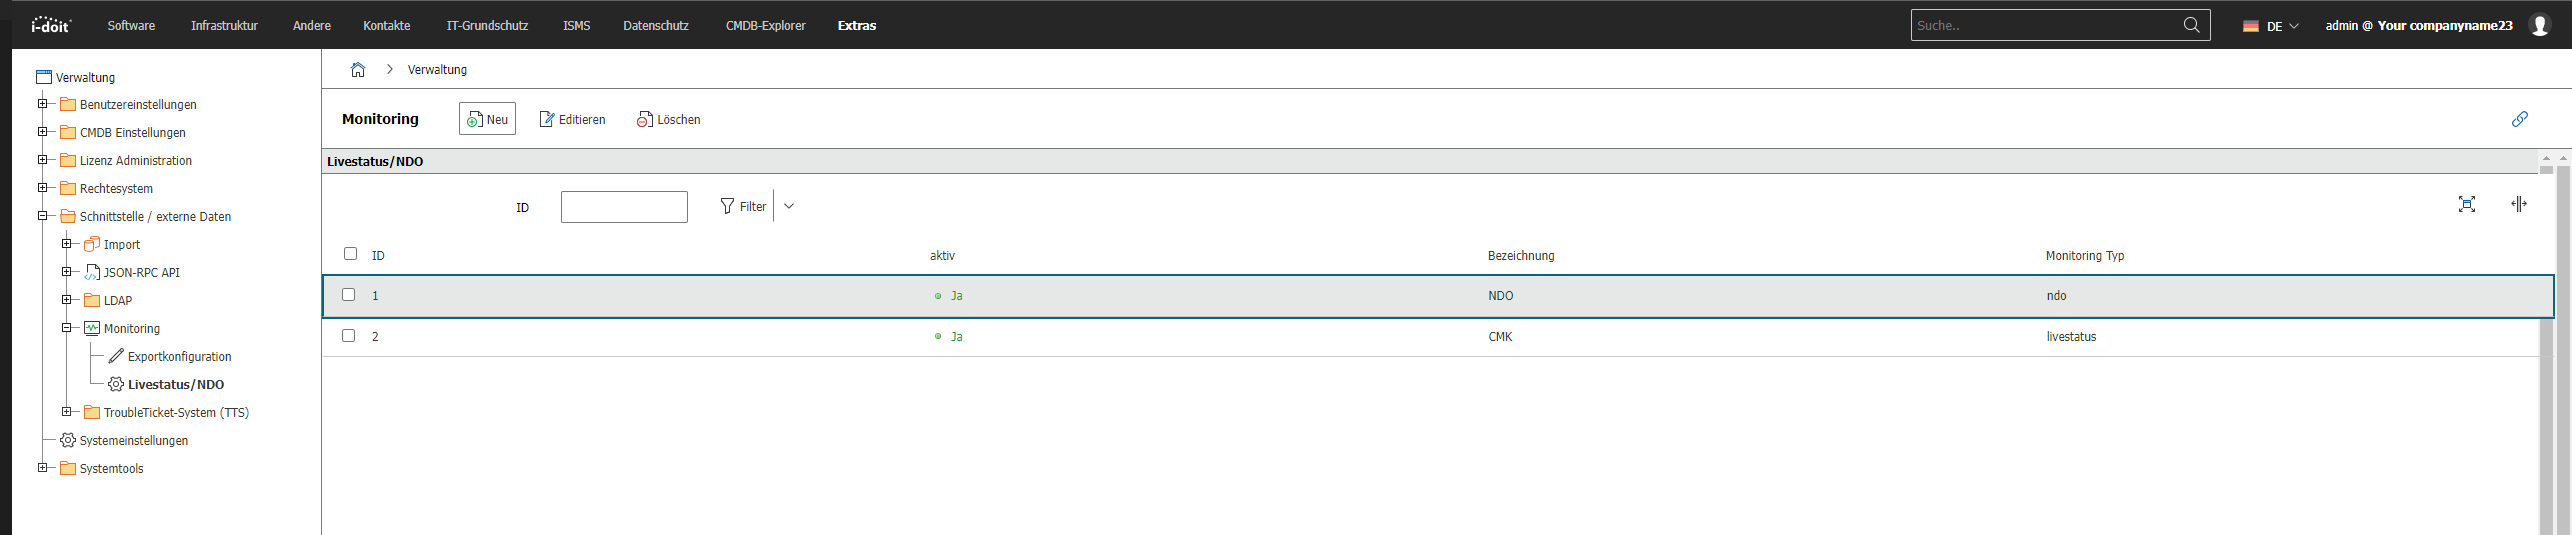 i-doit Software Infrastruktur Andere Kontakte IT-Grundschutz ISMS Datenschutz CMDB-Explorer Extras Suche.. DE admin @ Your companyname23
Verwaltung
Benutzereinstellungen
CMDB Einstellungen
Lizenz Administration
Rechtesystem
Schnittstelle / externe Daten
Import
JSON-RPC API
LDAP
Monitoring
Exportkonfiguration
Livestatus/NDO
TroubleTicket-System (TTS)
Systemeinstellungen
Systemtools
Verwaltung
Monitoring Neu Editieren Löschen
Livestatus/NDO
ID Filter
ID aktiv Bezeichnung Monitoring Typ
1 Ja NDO ndo
2 Ja CMK livestatus